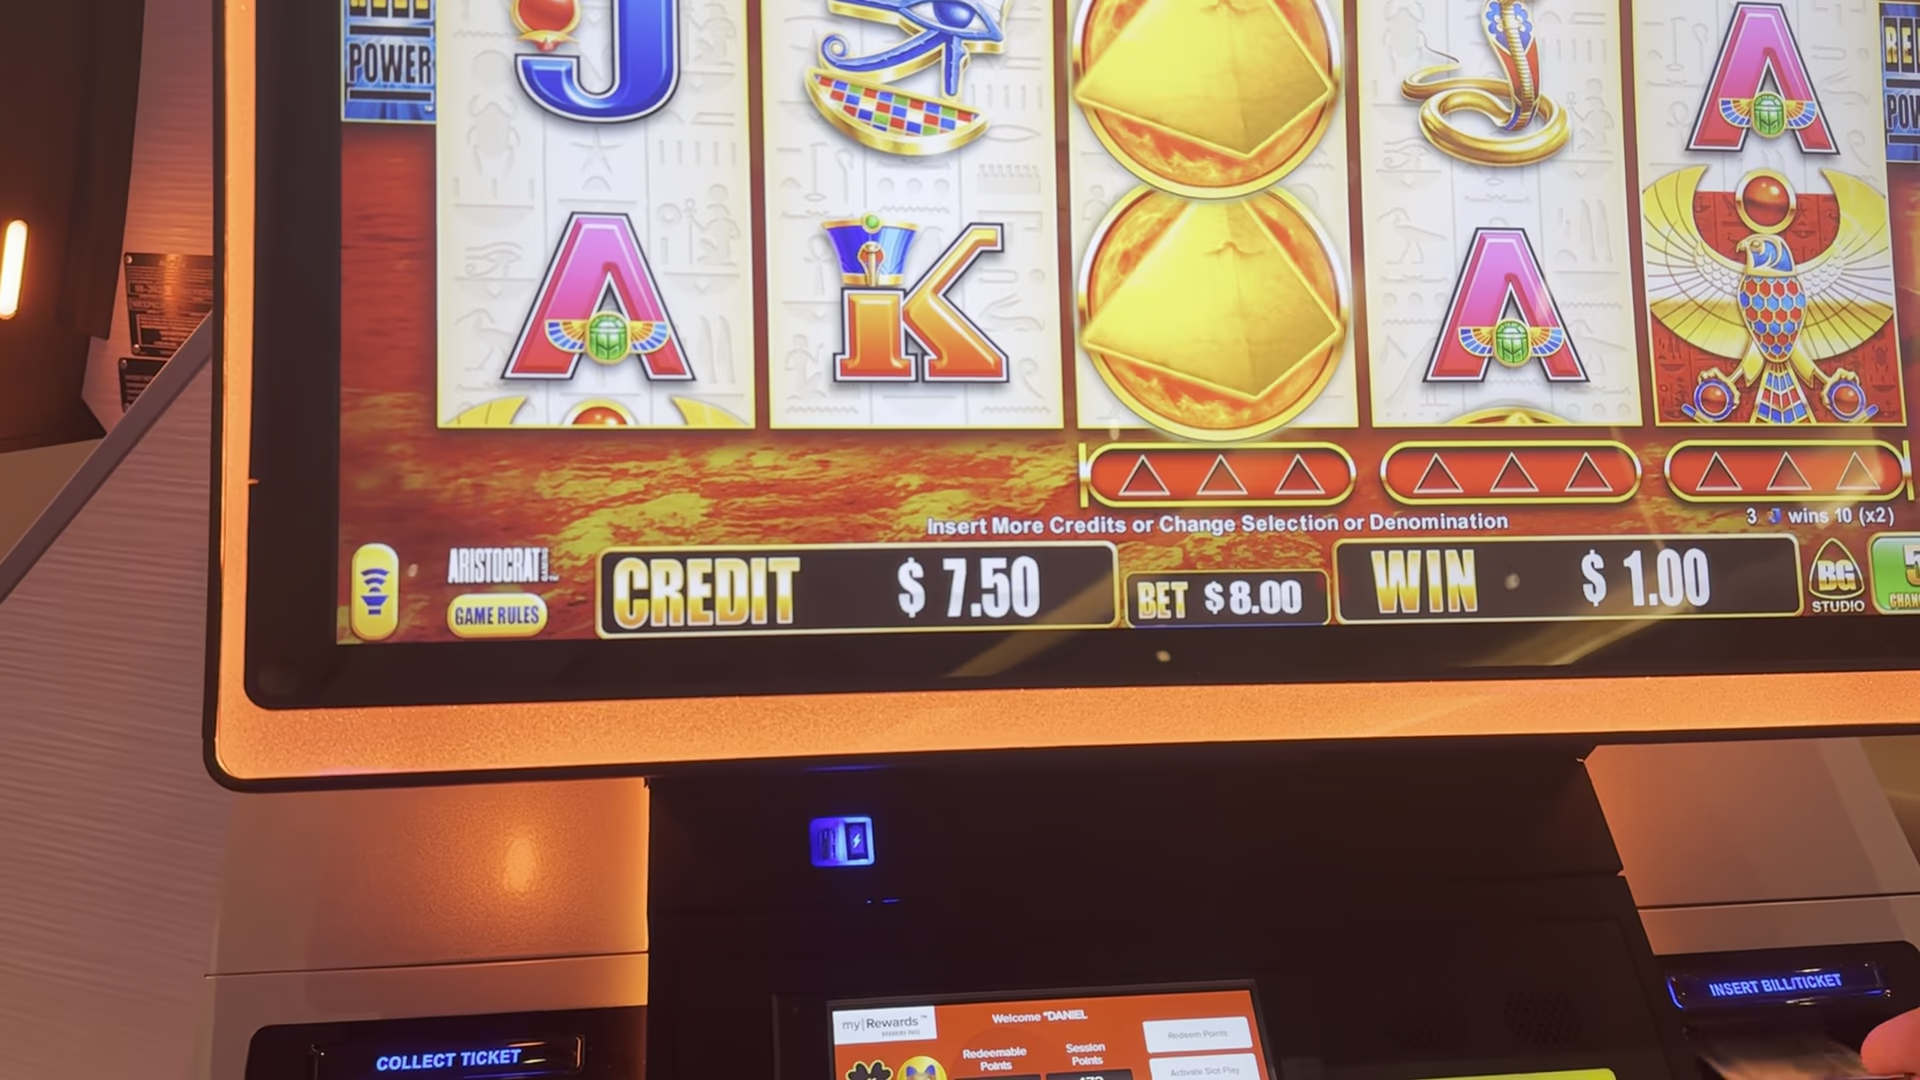 POWER
J
A
A
K
A
Insert More Credits or Change Selection or Denomination
3 wins 10 (x2)
ARISTOCRAT
GAME RULES
CREDIT $ 7.50
BET $8.00
WIN $ 1.00
BG
STUDIO
COLLECT TICKET
INSERT BILL/TICKET
my|Rewards™
Welcome *DANIEL
Redeemable
Points
Session
Points
Redeem Points
Activate Slot Play